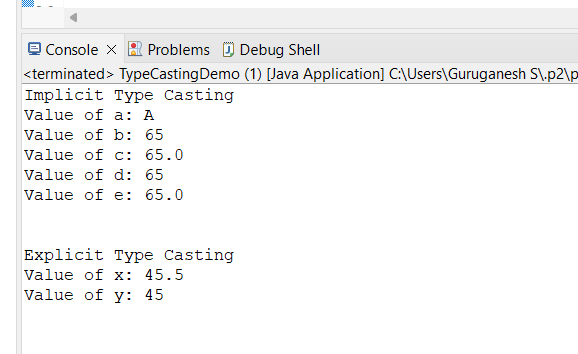 Console Problems Debug Shell
<terminated> TypeCastingDemo (1) [Java Application] C:\Users\Guruganesh S\.p2\p
Implicit Type Casting
Value of a: A
Value of b: 65
Value of c: 65.0
Value of d: 65
Value of e: 65.0
Explicit Type Casting
Value of x: 45.5
Value of y: 45